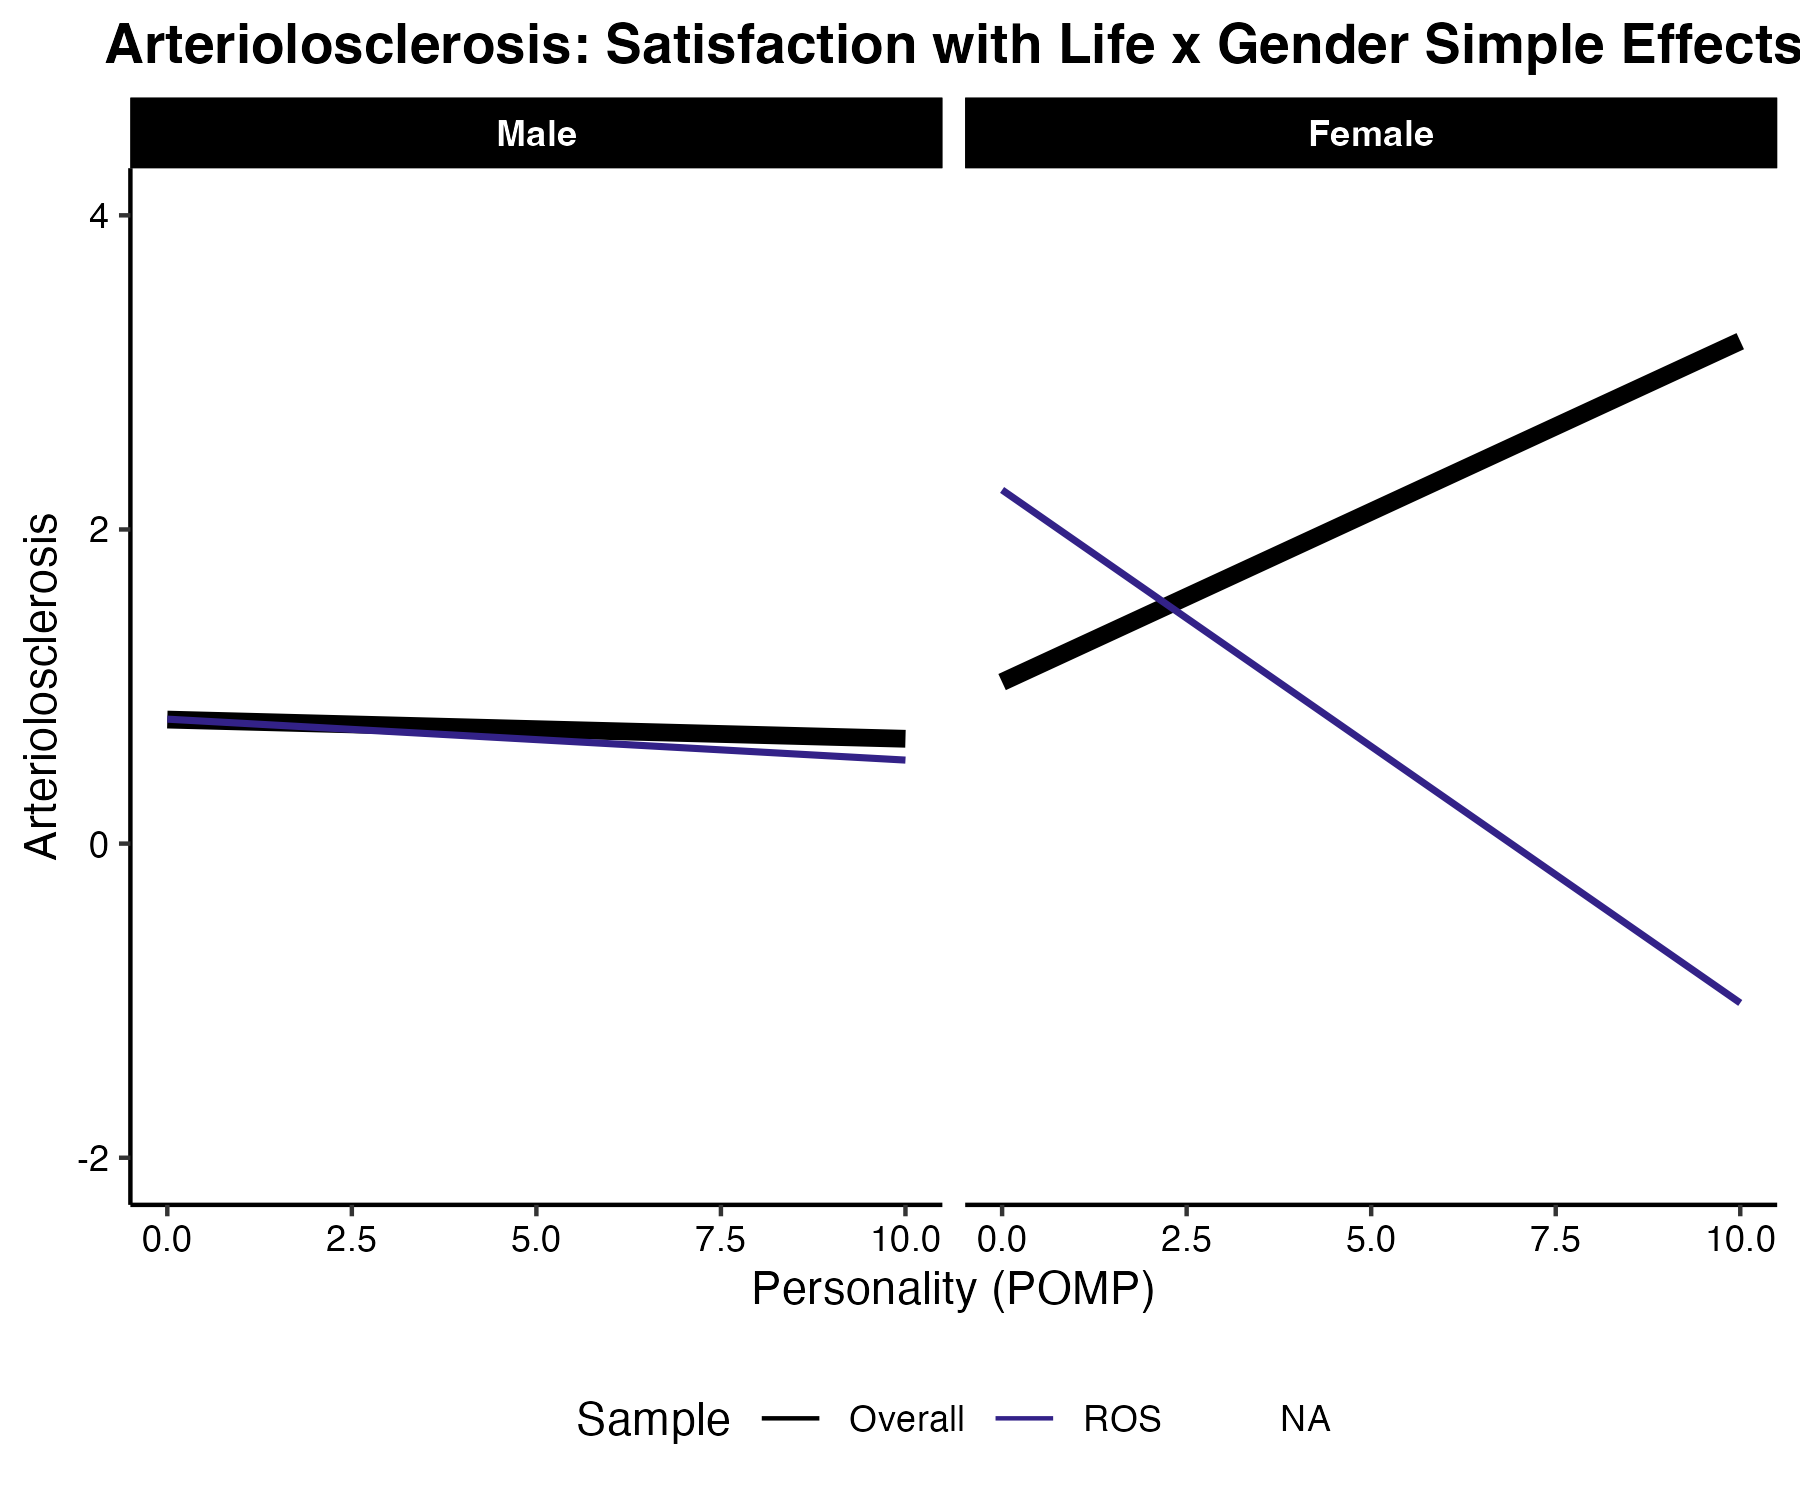 Arteriolosclerosis: Satisfaction with Life x Gender Simple Effects
Male
Female
Arteriolosclerosis
4
2
0
-2
0.0 2.5 5.0 7.5 10.0
0.0 2.5 5.0 7.5 10.0
Personality (POMP)
Sample Overall ROS NA